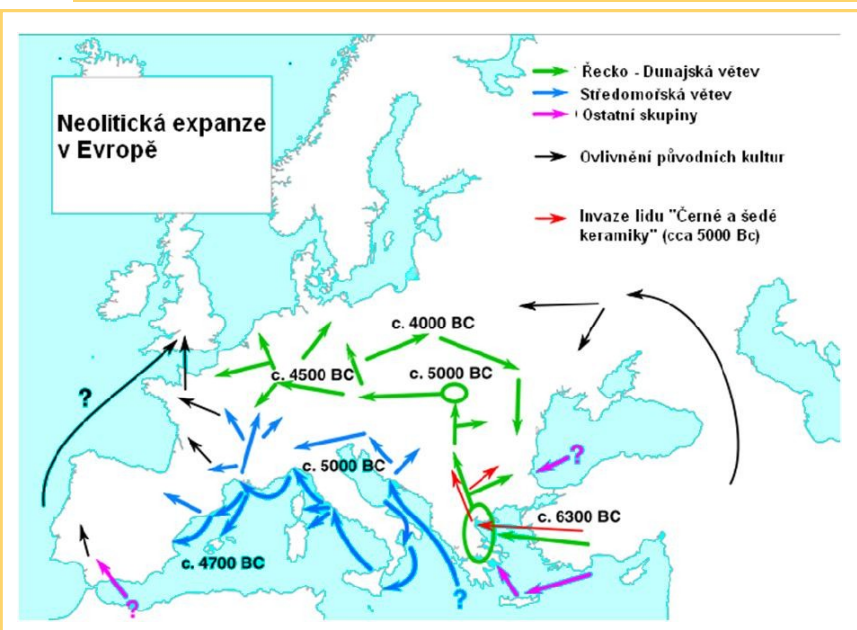 Neolitická expanze
v Evropě
Řecko - Dunajská větev
Středomořská větev
Ostatní skupiny
Ovlivnění původních kultur
Invaze lidu "Černé a šedé
keramiky" (cca 5000 Bc)
c. 4000 BC
c. 4500 BC
c. 5000 BC
?
?
c. 5000 BC
c. 6300 BC
c. 4700 BC
?
?